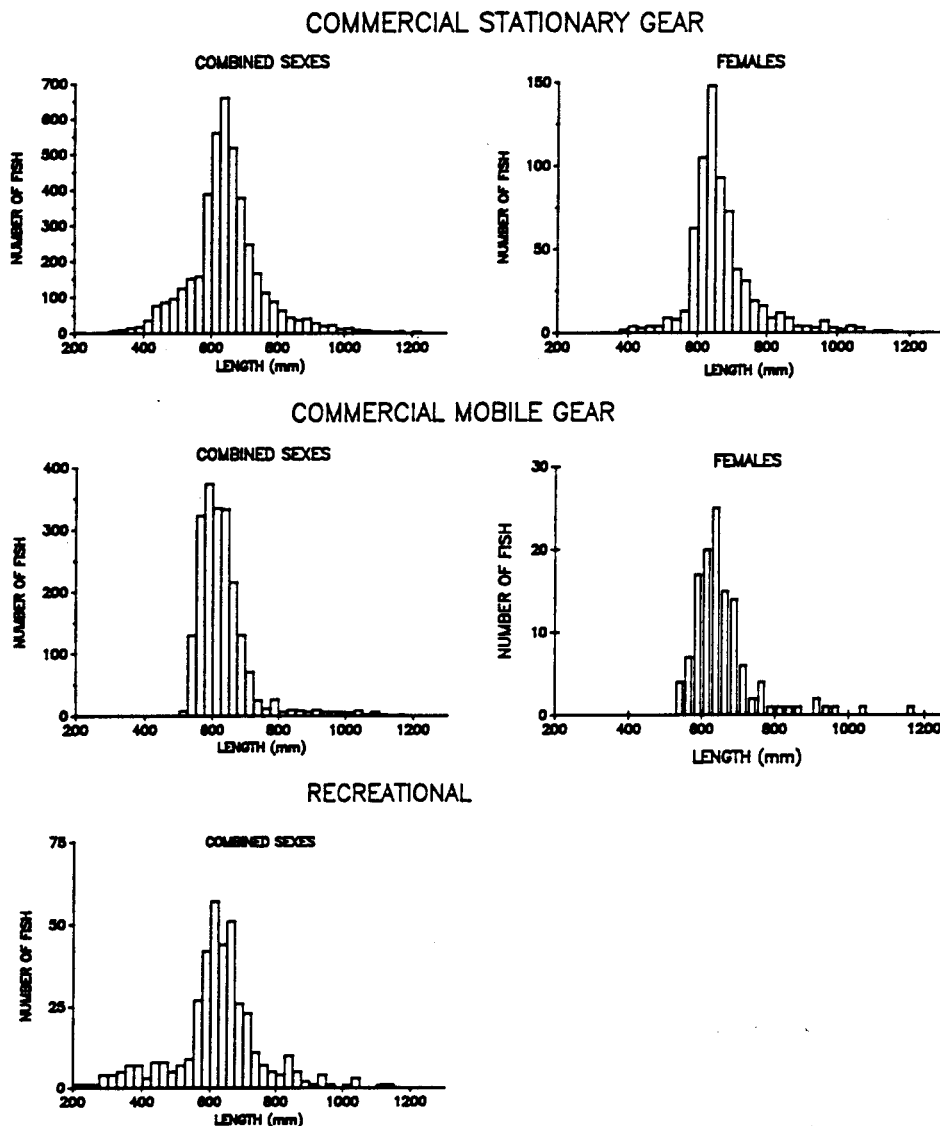 COMMERCIAL STATIONARY GEAR
COMBINED SEXES
700
600
500
400
300
200
100
0
NUMBER OF FISH
200 400 600 800 1000 1200
LENGTH (mm)
FEMALES
150
100
50
0
NUMBER OF FISH
200 400 600 800 1000 1200
LENGTH (mm)
COMMERCIAL MOBILE GEAR
COMBINED SEXES
400
300
200
100
0
NUMBER OF FISH
200 400 600 800 1000 1200
LENGTH (mm)
FEMALES
30
20
10
0
NUMBER OF FISH
200 400 600 800 1000 1200
LENGTH (mm)
RECREATIONAL
COMBINED SEXES
75
50
25
0
NUMBER OF FISH
200 400 600 800 1000 1200
LENGTH (mm)